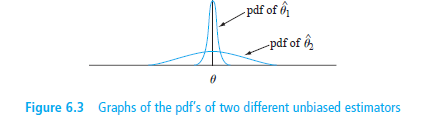 pdf of θ̂₁
pdf of θ̂₂
θ
Figure 6.3 Graphs of the pdf's of two different unbiased estimators